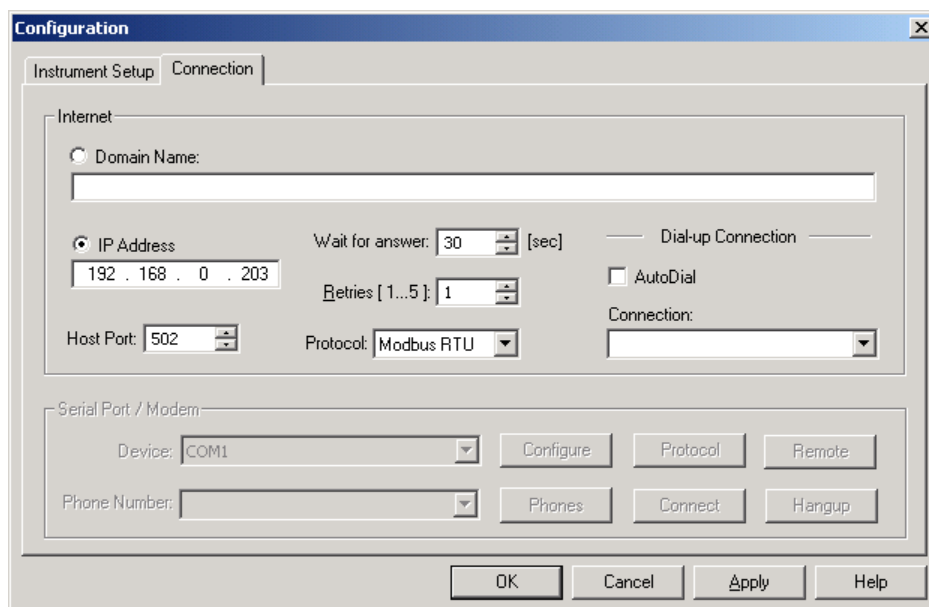 Configuration
Instrument Setup Connection
Internet
Domain Name:
IP Address Wait for answer: 30 [sec] Dial-up Connection
192 . 168 . 0 . 203 AutoDial
Retries [ 1...5 ]: 1
Connection:
Host Port: 502 Protocol: Modbus RTU
Serial Port / Modem
Device: COM1 Configure Protocol Remote
Phone Number: Phones Connect Hangup
OK Cancel Apply Help